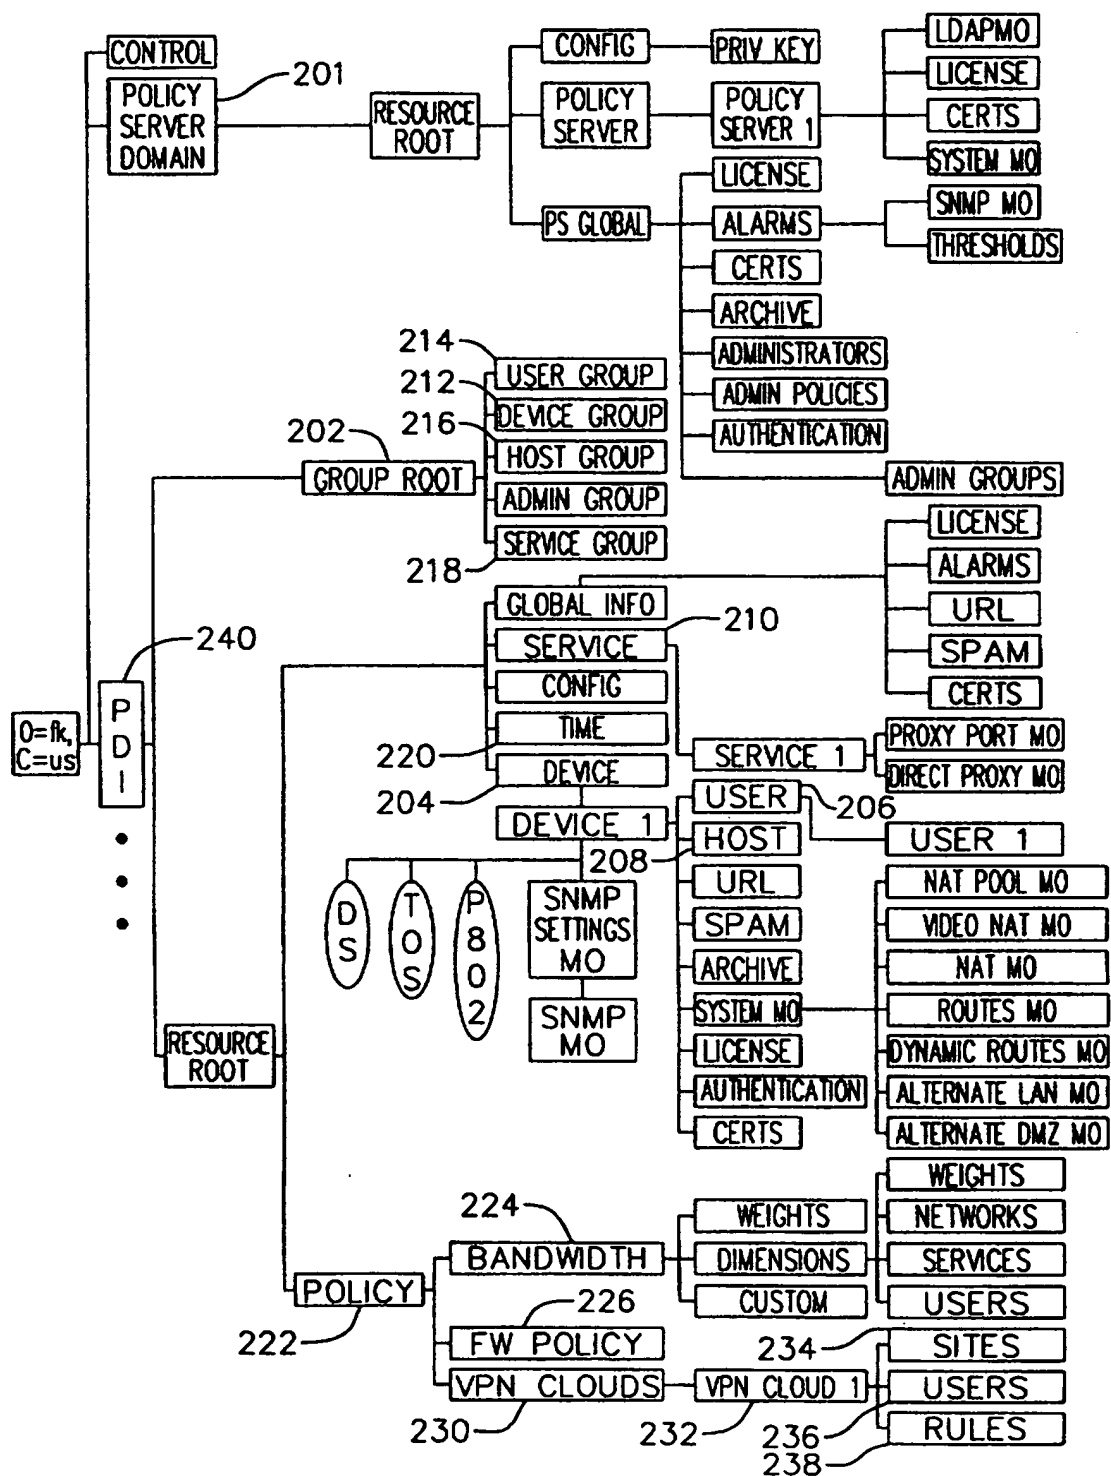 CONTROL
201
POLICY
SERVER
DOMAIN
RESOURCE
ROOT
CONFIG
PRIV KEY
POLICY
SERVER
POLICY
SERVER 1
LDAPMO
LICENSE
CERTS
SYSTEM MO
PS GLOBAL
LICENSE
ALARMS
SNMP MO
THRESHOLDS
CERTS
ARCHIVE
ADMINISTRATORS
ADMIN POLICIES
AUTHENTICATION
ADMIN GROUPS
214
USER GROUP
212
DEVICE GROUP
216
HOST GROUP
202
GROUP ROOT
ADMIN GROUP
SERVICE GROUP
218
GLOBAL INFO
LICENSE
ALARMS
URL
SPAM
CERTS
210
SERVICE
CONFIG
TIME
220
DEVICE
204
SERVICE 1
PROXY PORT MO
DIRECT PROXY MO
240
P
D
I
O=fk,
C=us
DEVICE 1
USER
206
USER 1
HOST
208
URL
SPAM
ARCHIVE
SYSTEM MO
LICENSE
AUTHENTICATION
CERTS
NAT POOL MO
VIDEO NAT MO
NAT MO
ROUTES MO
DYNAMIC ROUTES MO
ALTERNATE LAN MO
ALTERNATE DMZ MO
DS
TOS
P802
SNMP
SETTINGS
MO
SNMP
MO
RESOURCE
ROOT
POLICY
222
224
BANDWIDTH
WEIGHTS
DIMENSIONS
CUSTOM
WEIGHTS
NETWORKS
SERVICES
USERS
226
FW POLICY
VPN CLOUDS
230
VPN CLOUD 1
232
234
SITES
USERS
236
RULES
238